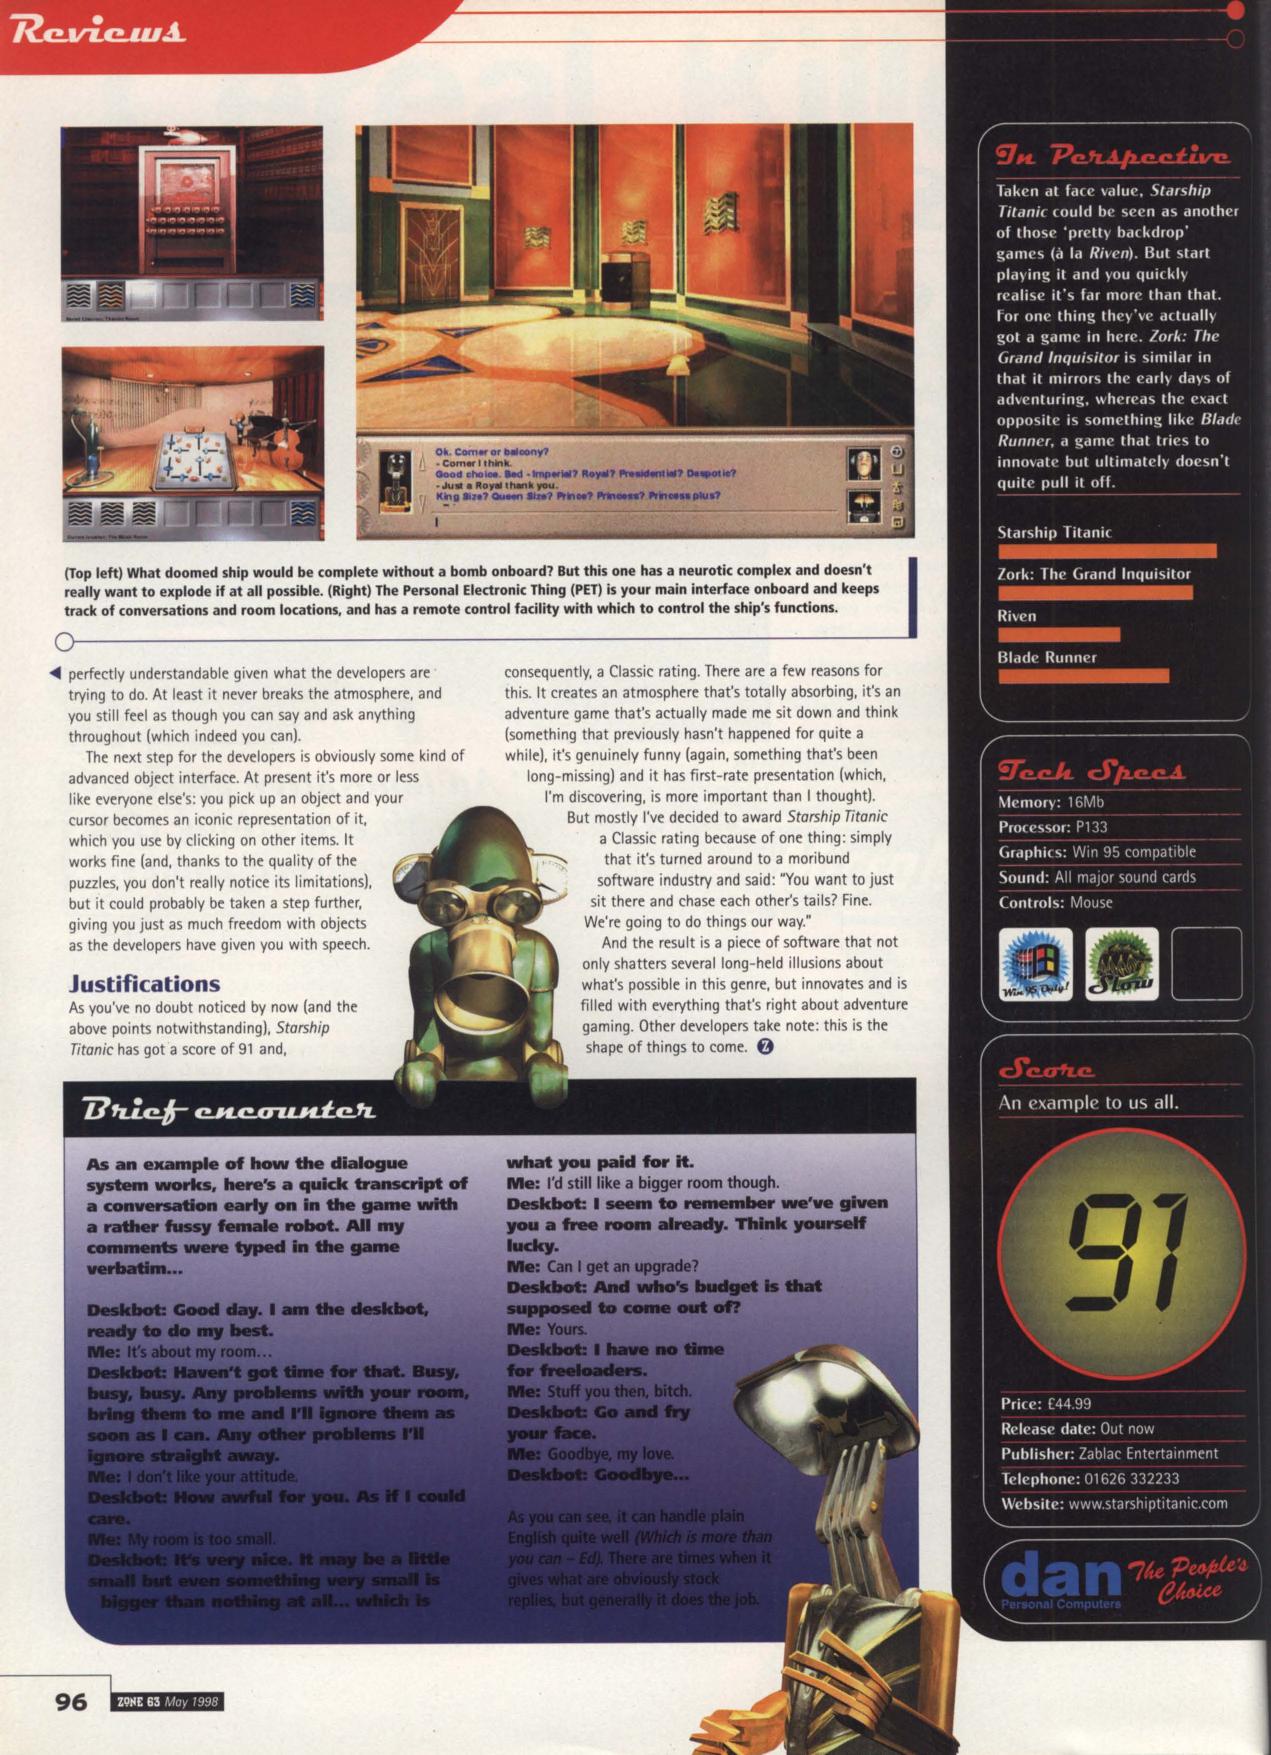 Reviews
Ok. Corner or balcony?
- Corner I think.
Good choice. Bed - Imperial? Royal? Presidential? Despotic?
- Just a Royal thank you.
King Size? Queen Size? Prince? Princess? Princess plus?
(Top left) What doomed ship would be complete without a bomb onboard? But this one has a neurotic complex and doesn't
really want to explode if at all possible. (Right) The Personal Electronic Thing (PET) is your main interface onboard and keeps
track of conversations and room locations, and has a remote control facility with which to control the ship's functions.
perfectly understandable given what the developers are
trying to do. At least it never breaks the atmosphere, and
you still feel as though you can say and ask anything
throughout (which indeed you can).
The next step for the developers is obviously some kind of
advanced object interface. At present it's more or less
like everyone else's: you pick up an object and your
cursor becomes an iconic representation of it,
which you use by clicking on other items. It
works fine (and, thanks to the quality of the
puzzles, you don't really notice its limitations),
but it could probably be taken a step further,
giving you just as much freedom with objects
as the developers have given you with speech.
Justifications
As you've no doubt noticed by now (and the
above points notwithstanding), Starship
Titanic has got a score of 91 and,
consequently, a Classic rating. There are a few reasons for
this. It creates an atmosphere that's totally absorbing, it's an
adventure game that's actually made me sit down and think
(something that previously hasn't happened for quite a
while), it's genuinely funny (again, something that's been
long-missing) and it has first-rate presentation (which,
I'm discovering, is more important than I thought).
But mostly I've decided to award Starship Titanic
a Classic rating because of one thing: simply
that it's turned around to a moribund
software industry and said: "You want to just
sit there and chase each other's tails? Fine.
We're going to do things our way."
And the result is a piece of software that not
only shatters several long-held illusions about
what's possible in this genre, but innovates and is
filled with everything that's right about adventure
gaming. Other developers take note: this is the
shape of things to come. Z
Brief encounter
As an example of how the dialogue
system works, here's a quick transcript of
a conversation early on in the game with
a rather fussy female robot. All my
comments were typed in the game
verbatim...
Deskbot: Good day. I am the deskbot,
ready to do my best.
Me: It's about my room...
Deskbot: Haven't got time for that. Busy,
busy, busy. Any problems with your room,
bring them to me and I'll ignore them as
soon as I can. Any other problems I'll
ignore straight away.
Me: I don't like your attitude.
Deskbot: How awful for you. As if I could
care.
Me: My room is too small.
Deskbot: It's very nice. It may be a little
small but even something very small is
bigger than nothing at all... which is
what you paid for it.
Me: I'd still like a bigger room though.
Deskbot: I seem to remember we've given
you a free room already. Think yourself
lucky.
Me: Can I get an upgrade?
Deskbot: And who's budget is that
supposed to come out of?
Me: Yours.
Deskbot: I have no time
for freeloaders.
Me: Stuff you then, bitch.
Deskbot: Go and fry
your face.
Me: Goodbye, my love.
Deskbot: Goodbye...
As you can see, it can handle plain
English quite well (Which is more than
you can – Ed). There are times when it
gives what are obviously stock
replies, but generally it does the job.
In Perspective
Taken at face value, Starship
Titanic could be seen as another
of those 'pretty backdrop'
games (à la Riven). But start
playing it and you quickly
realise it's far more than that.
For one thing they've actually
got a game in here. Zork: The
Grand Inquisitor is similar in
that it mirrors the early days of
adventuring, whereas the exact
opposite is something like Blade
Runner, a game that tries to
innovate but ultimately doesn't
quite pull it off.
Starship Titanic
Zork: The Grand Inquisitor
Riven
Blade Runner
Tech Specs
Memory: 16Mb
Processor: P133
Graphics: Win 95 compatible
Sound: All major sound cards
Controls: Mouse
Win 95 Only!
Slow
Score
An example to us all.
91
Price: £44.99
Release date: Out now
Publisher: Zablac Entertainment
Telephone: 01626 332233
Website: www.starshiptitanic.com
dan
Personal Computers
The People's
Choice
96
ZONE 63 May 1998